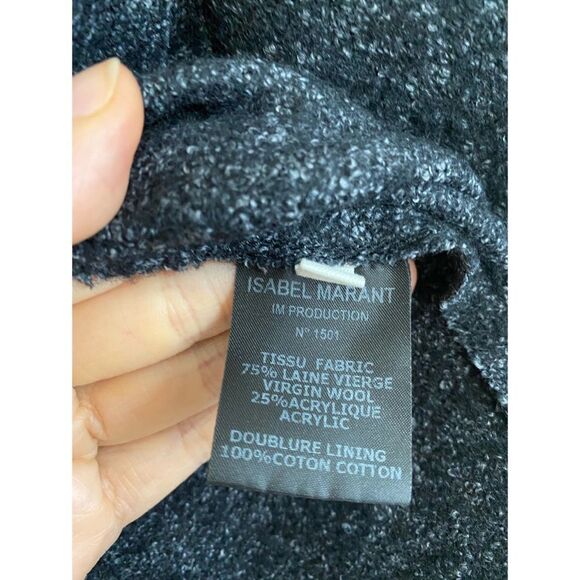 ISABEL MARANT
IM PRODUCTION
N° 1501
TISSU FABRIC
75% LAINE VIERGE
VIRGIN WOOL
25%ACRYLIQUE
ACRYLIC
DOUBLURE LINING
100%COTON COTTON